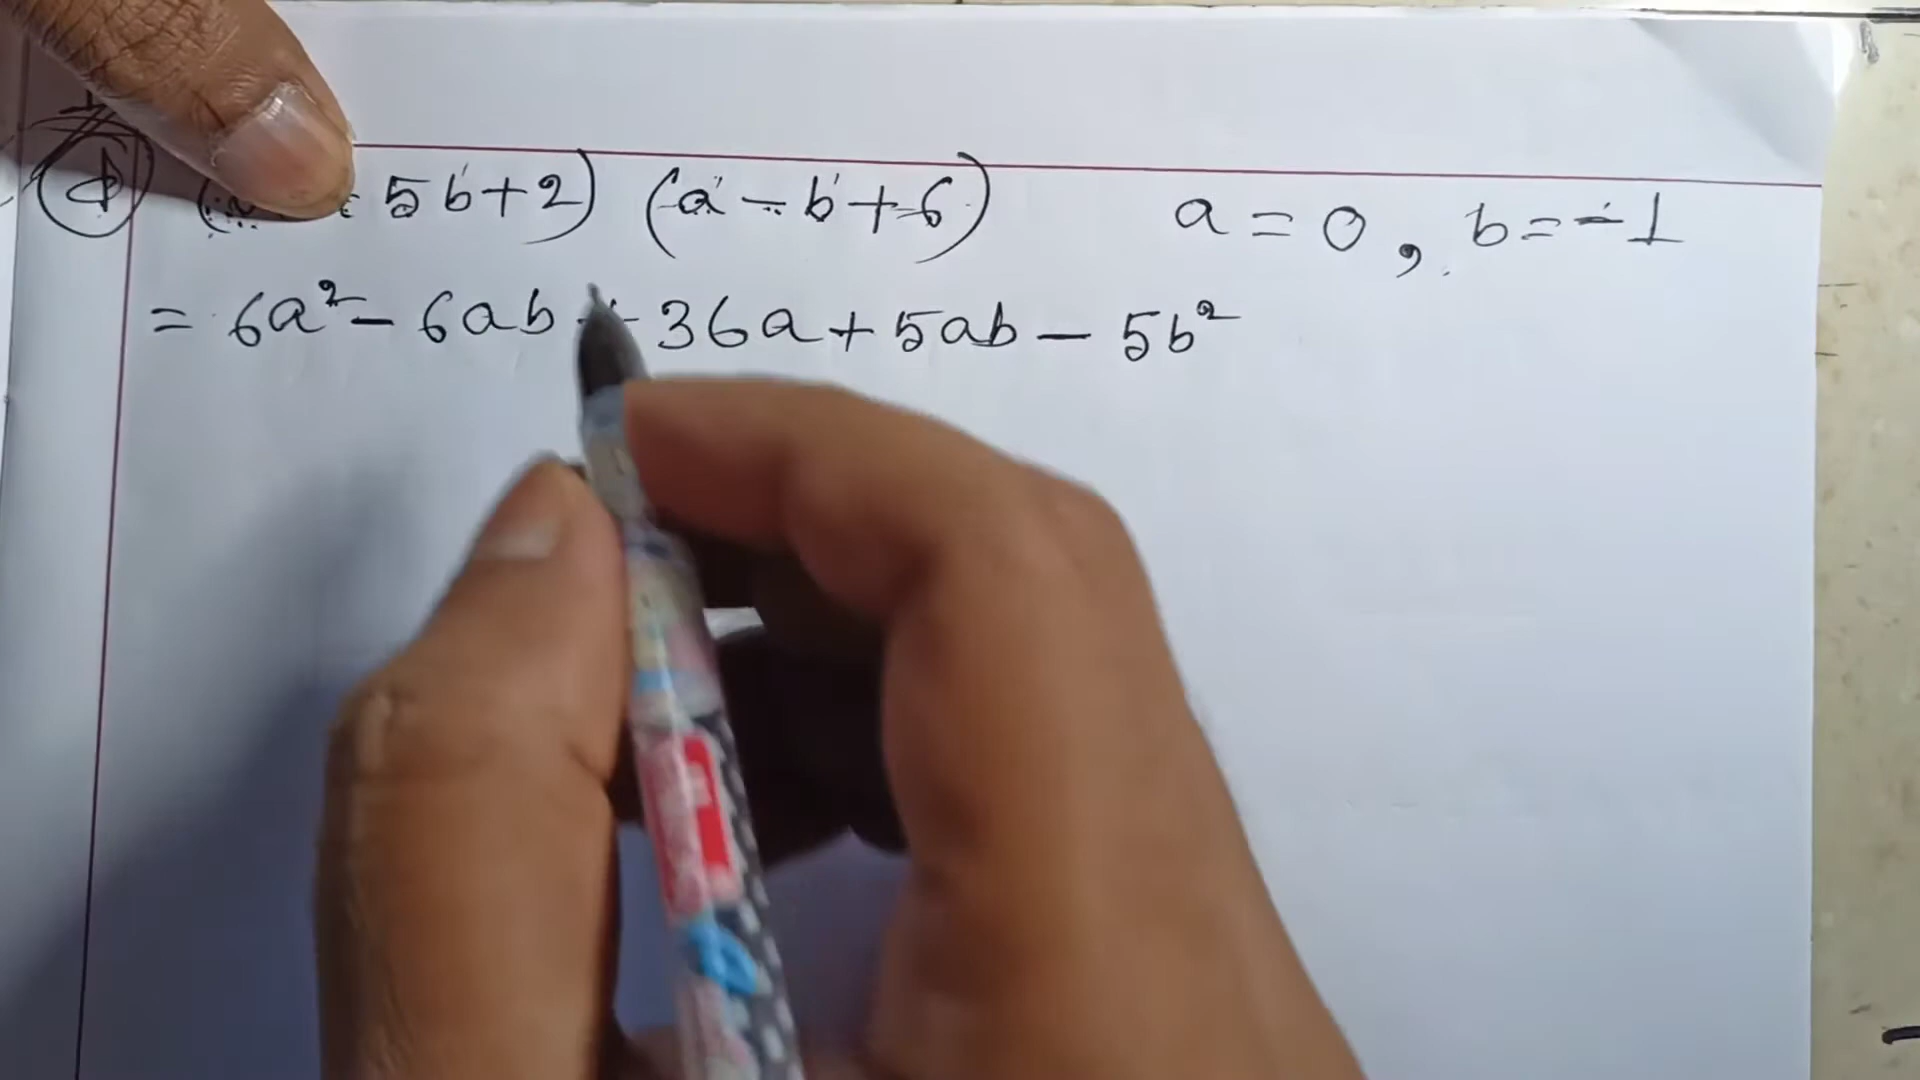 d ( 5b+2) (a-b+6) a=0, b=-1
= 6a² - 6ab + 36a + 5ab - 5b²